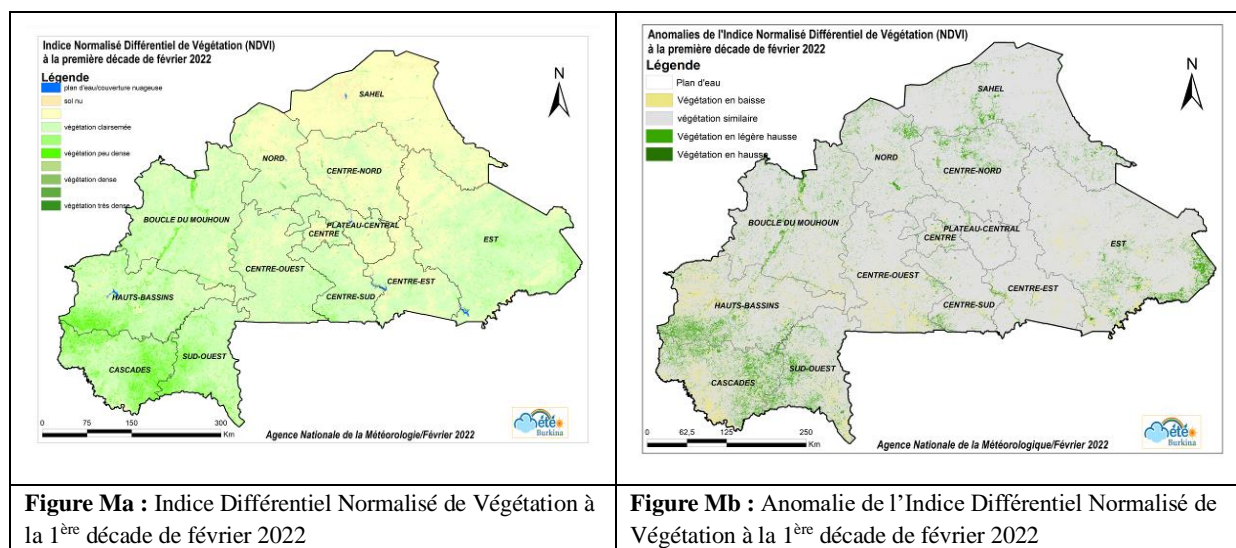 Indice Normalisé Différentiel de Végétation (NDVI)
à la première décade de février 2022
Légende
plan d'eau/couverture nuageuse
sol nu
végétation clairsemée
végétation peu dense
végétation dense
végétation très dense
N
SAHEL
NORD
CENTRE-NORD
BOUCLE DU MOUHOUN
PLATEAU-CENTRAL
CENTRE
EST
CENTRE-OUEST
CENTRE-EST
HAUTS-BASSINS
CENTRE-SUD
SUD-OUEST
CASCADES
0 75 150 300
Km
Agence Nationale de la Météorologie/Février 2022
Météo
Burkina
Anomalies de l'Indice Normalisé Différentiel de Végétation (NDVI)
à la première décade de février 2022
Légende
Plan d'eau
Végétation en baisse
végétation similaire
Végétation en légère hausse
Végétation en hausse
N
SAHEL
NORD
CENTRE-NORD
BOUCLE DU MOUHOUN
PLATEAU-CENTRAL
CENTRE
EST
CENTRE-OUEST
CENTRE-EST
HAUTS-BASSINS
CENTRE-SUD
SUD-OUEST
CASCADES
0 62,5 125 250
Km
Agence Nationale de la Météorologique/Février 2022
Météo
Burkina
Figure Ma : Indice Différentiel Normalisé de Végétation à
la 1ère décade de février 2022
Figure Mb : Anomalie de l’Indice Différentiel Normalisé de
Végétation à la 1ère décade de février 2022